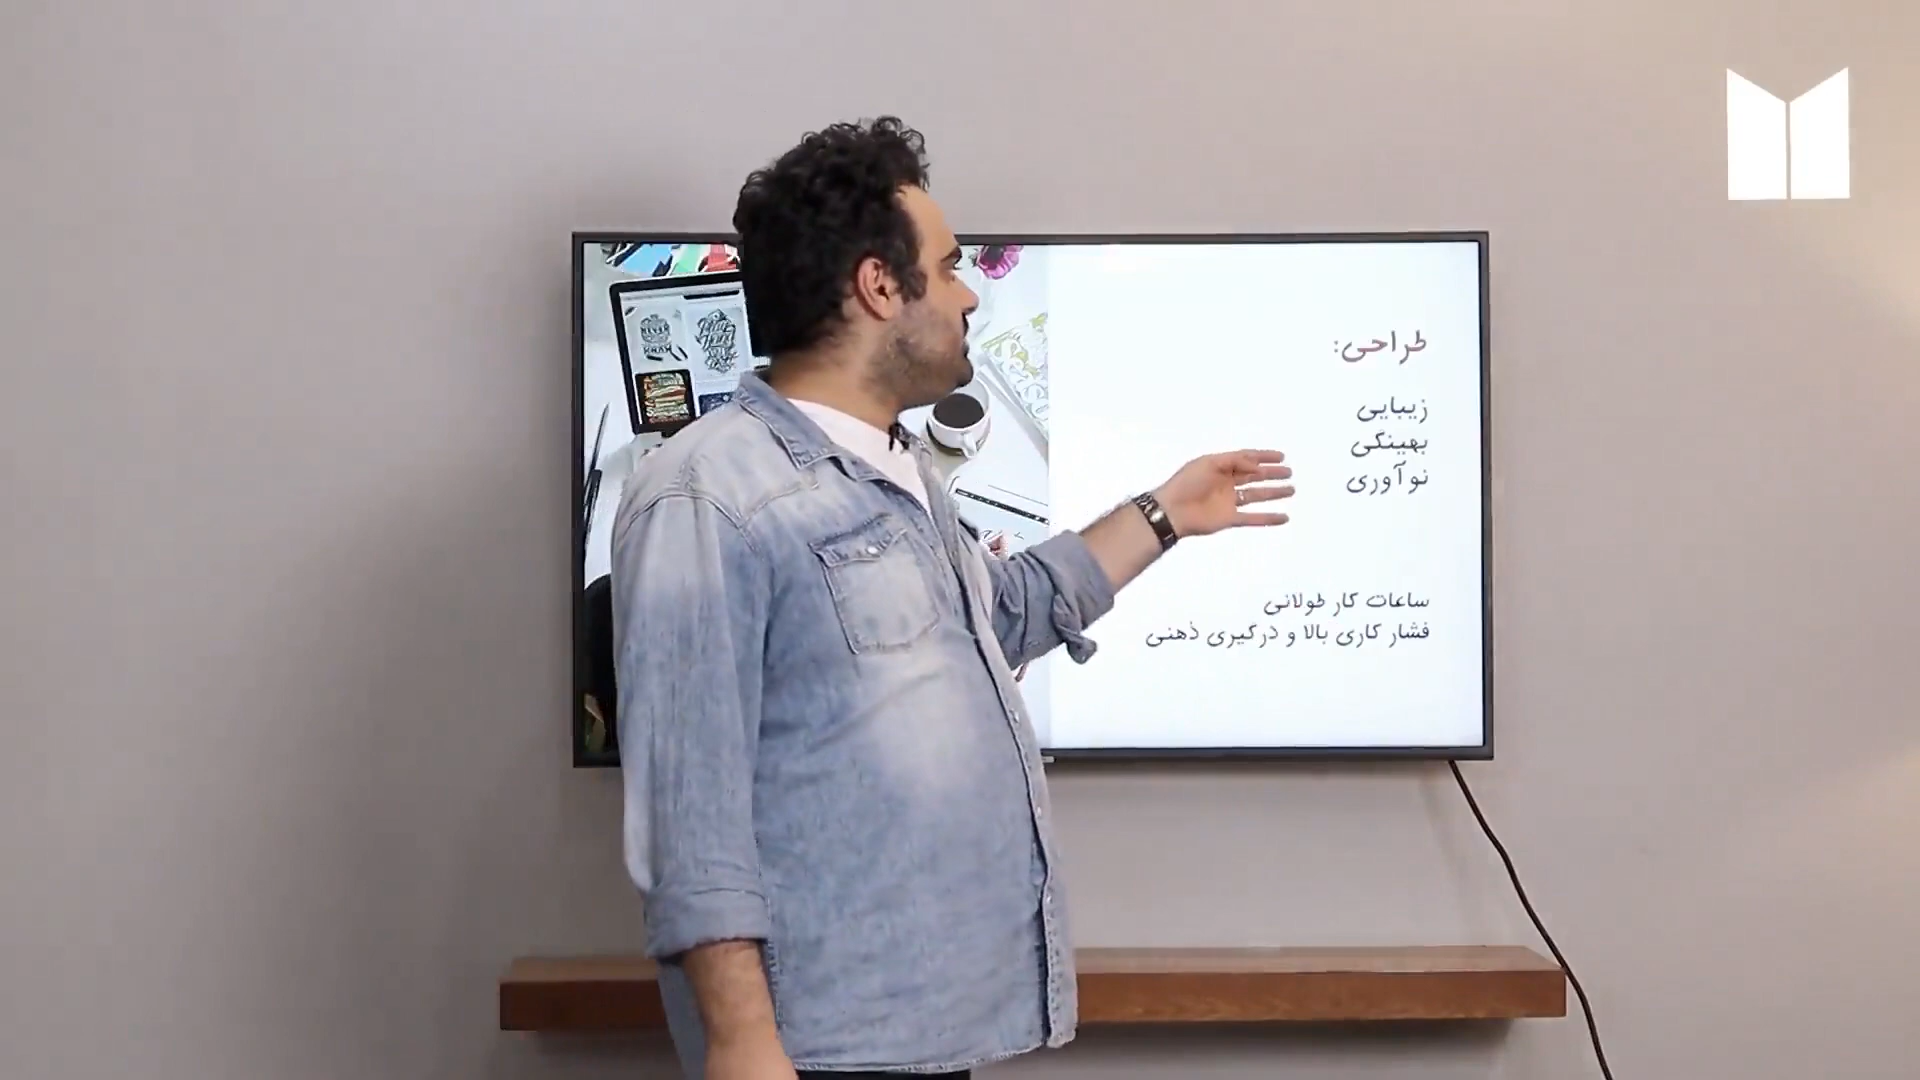 طراحی:
زیبایی
بهینگی
نوآوری
ساعات کار طولانی
فشار کاری بالا و درگیری ذهنی